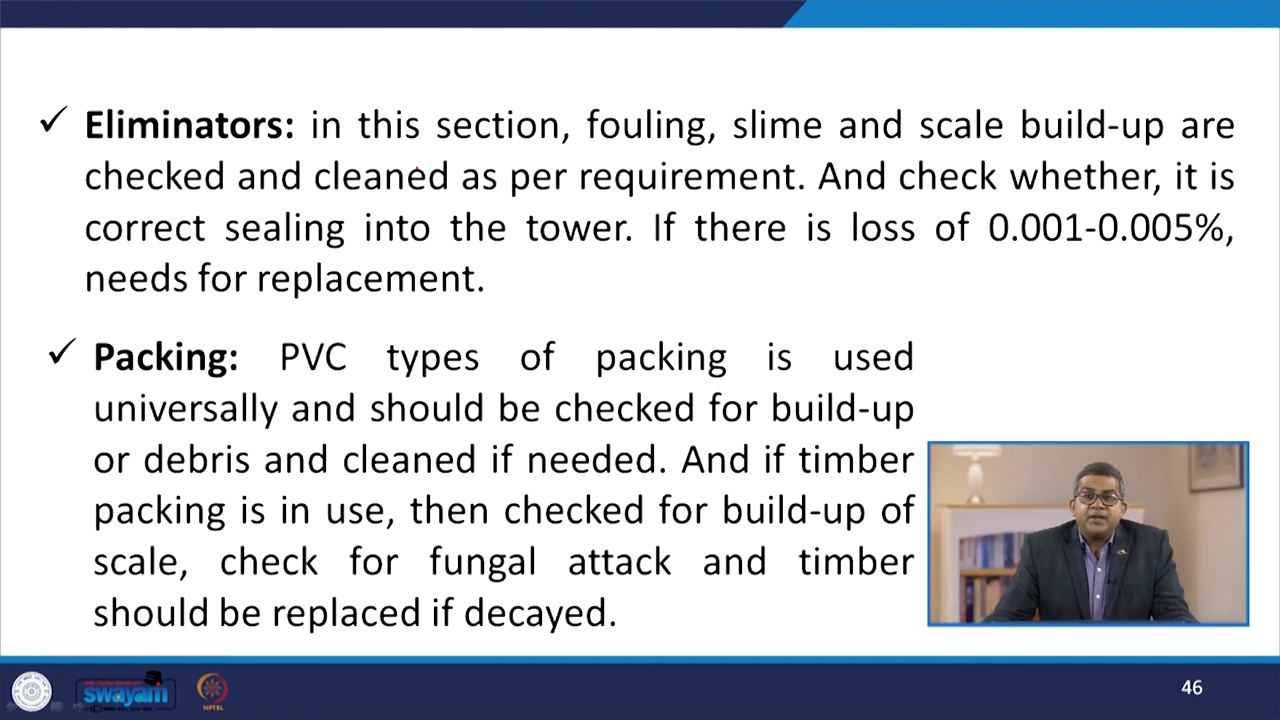 ✓ Eliminators: in this section, fouling, slime and scale build-up are
checked and cleaned as per requirement. And check whether, it is
correct sealing into the tower. If there is loss of 0.001-0.005%,
needs for replacement.
✓ Packing: PVC types of packing is used
universally and should be checked for build-up
or debris and cleaned if needed. And if timber
packing is in use, then checked for build-up of
scale, check for fungal attack and timber
should be replaced if decayed.
swayam
NPTEL
46